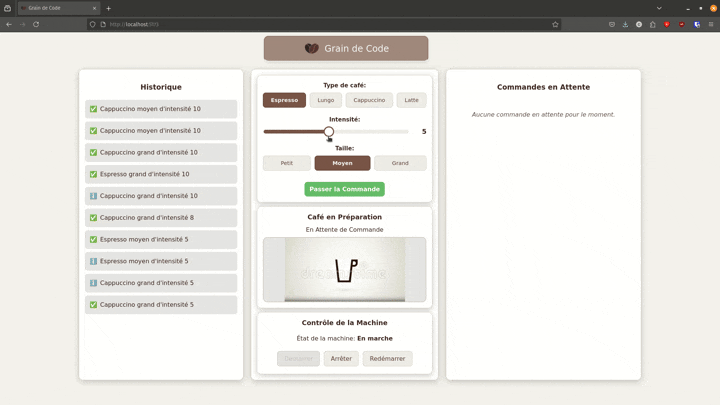 Grain de Code
http://localhost
Grain de Code
Historique
Cappuccino moyen d'intensité 10
Cappuccino moyen d'intensité 10
Cappuccino grand d'intensité 10
Espresso grand d'intensité 10
Cappuccino grand d'intensité 10
Cappuccino grand d'intensité 8
Espresso moyen d'intensité 5
Espresso moyen d'intensité 5
Cappuccino grand d'intensité 5
Cappuccino grand d'intensité 5
Type de café:
Espresso Lungo Cappuccino Latte
Intensité:
5
Taille:
Petit Moyen Grand
Passer la Commande
Café en Préparation
En Attente de Commande
Contrôle de la Machine
État de la machine: En marche
Démarrer Arrêter Redémarrer
Commandes en Attente
Aucune commande en attente pour le moment.